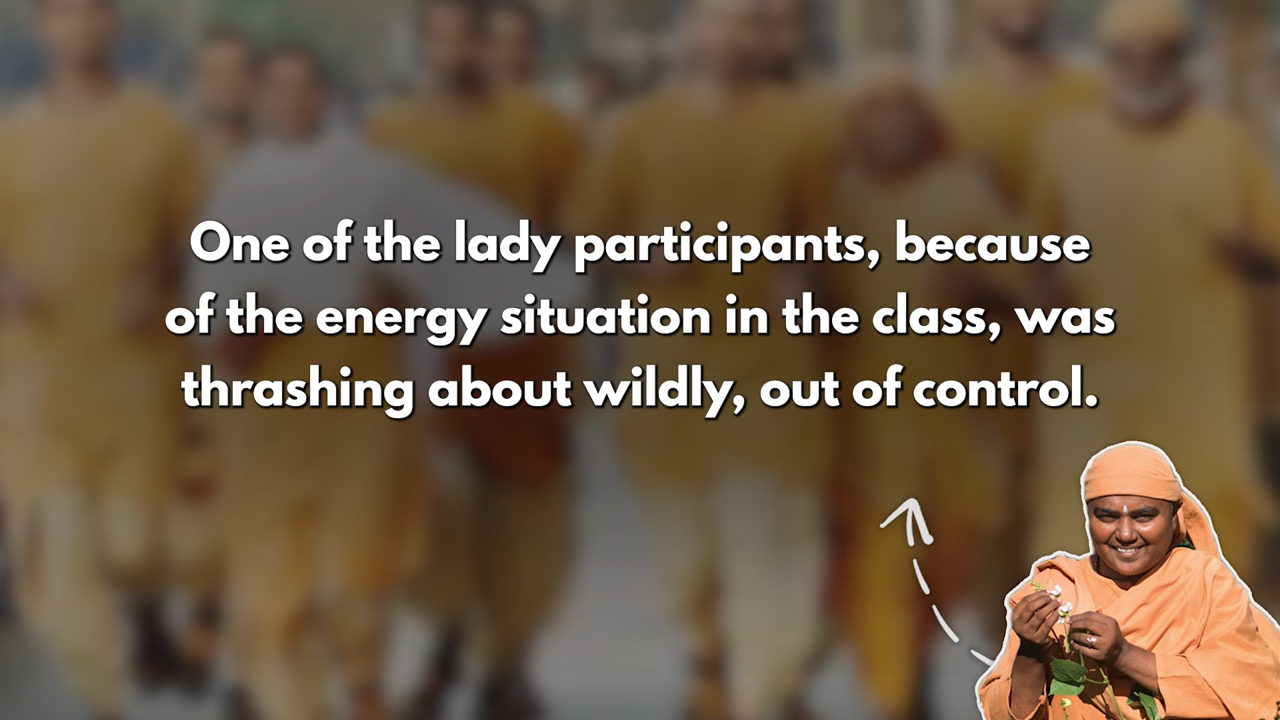 One of the lady participants, because
of the energy situation in the class, was
thrashing about wildly, out of control.